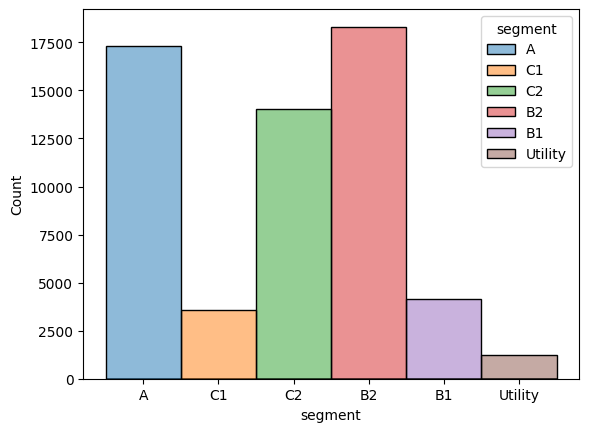 segment
A
C1
C2
B2
B1
Utility
17500
15000
12500
10000
7500
5000
2500
0
Count
A C1 C2 B2 B1 Utility
segment